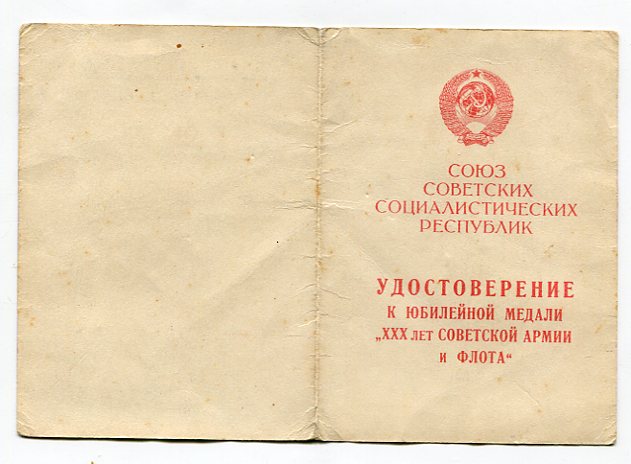 СОЮЗ
СОВЕТСКИХ
СОЦИАЛИСТИЧЕСКИХ
РЕСПУБЛИК
УДОСТОВЕРЕНИЕ
К ЮБИЛЕЙНОЙ МЕДАЛИ
„XXX ЛЕТ СОВЕТСКОЙ АРМИИ
И ФЛОТА“